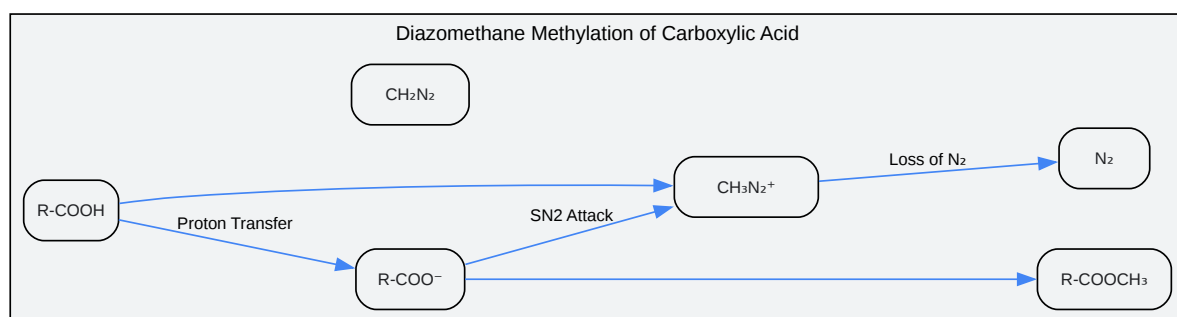 Diazomethane Methylation of Carboxylic Acid
CH₂N₂
R-COOH
Proton Transfer
R-COO⁻
SN2 Attack
CH₃N₂⁺
Loss of N₂
N₂
R-COOCH₃